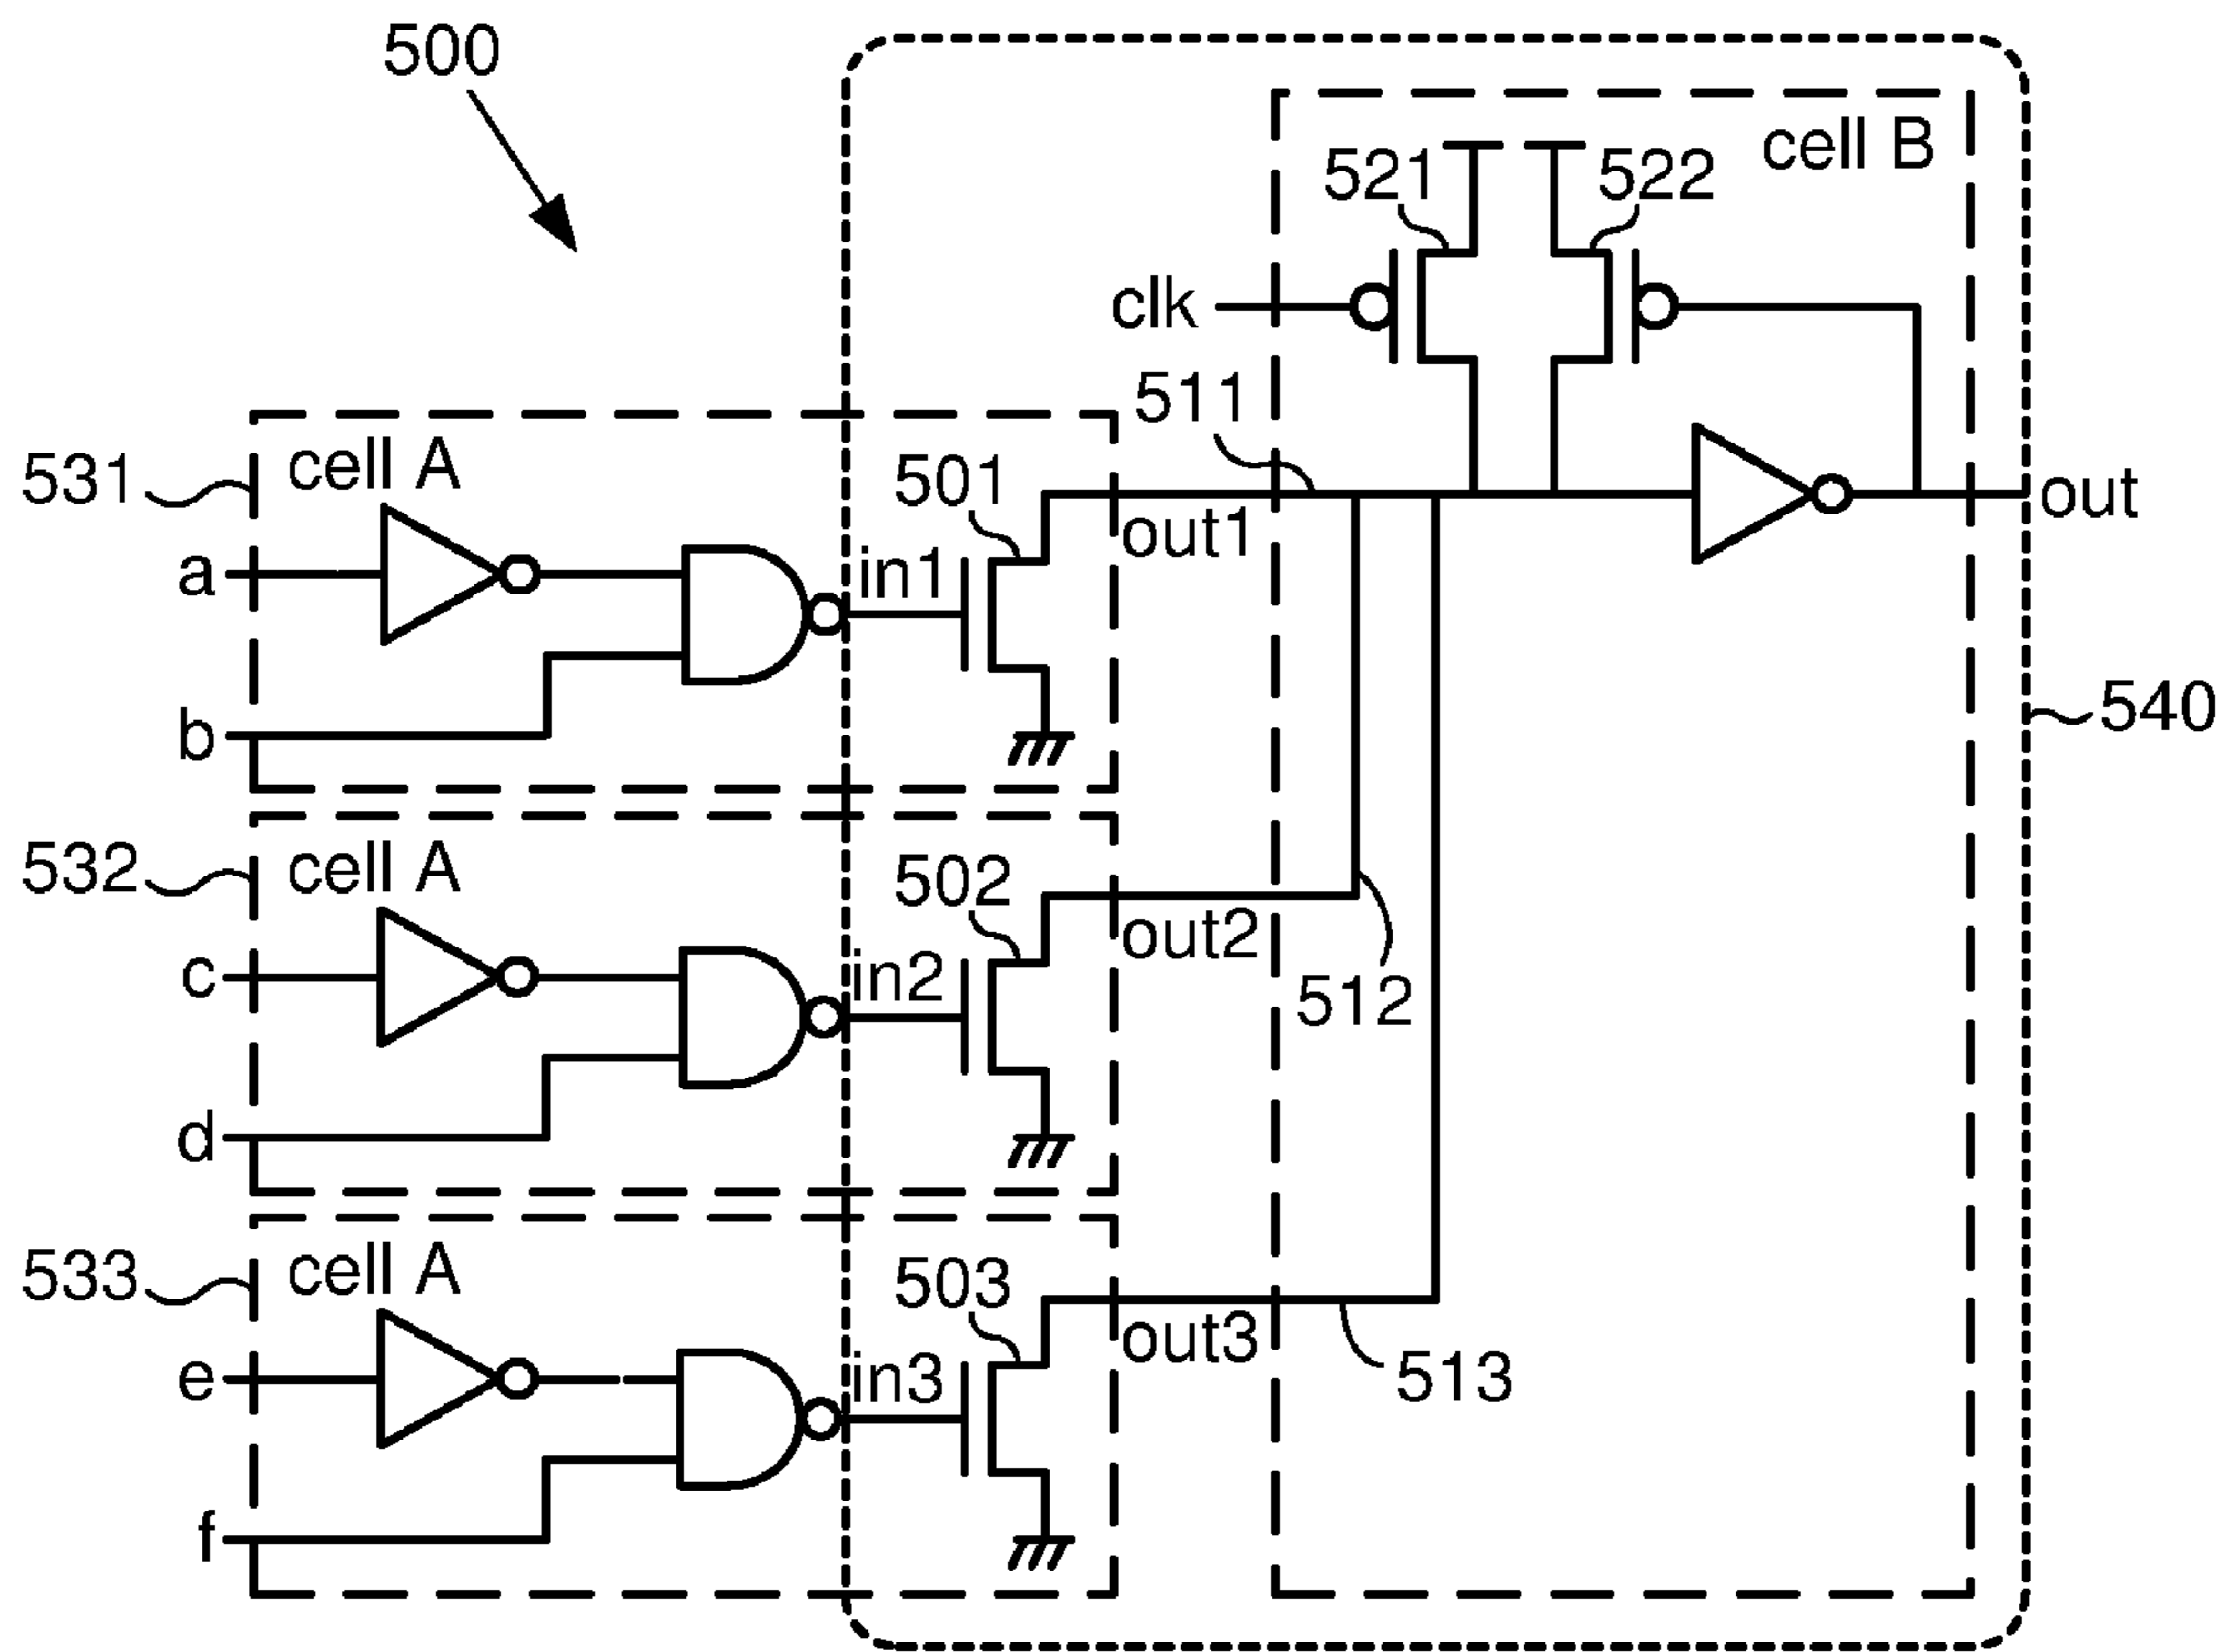 500
cell B
521
522
clk
511
531
cell A
501
out
a
in1
out1
b
540
532
cell A
502
c
in2
out2
512
d
533
cell A
503
e
in3
out3
513
f